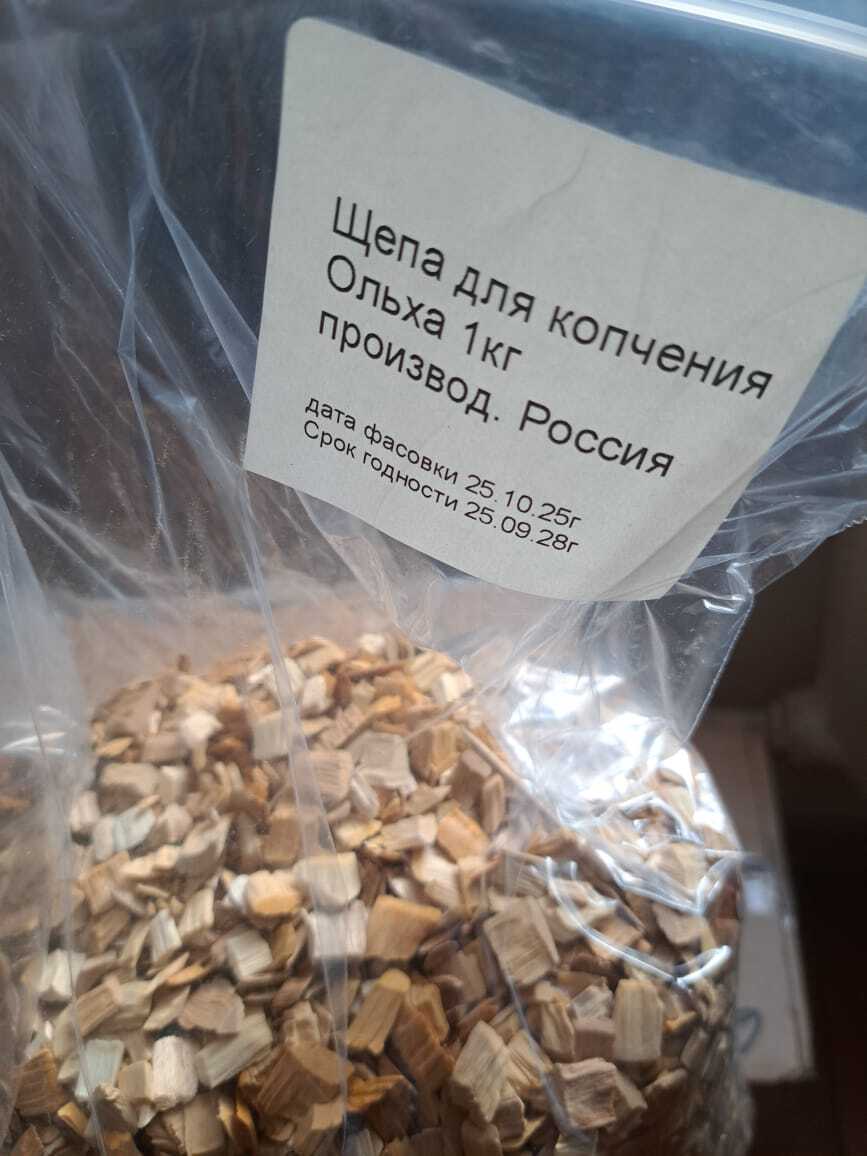 Щепа для копчения
Ольха 1кг
производ. Россия
дата фасовки 25.10.25г
Срок годности 25.09.28г